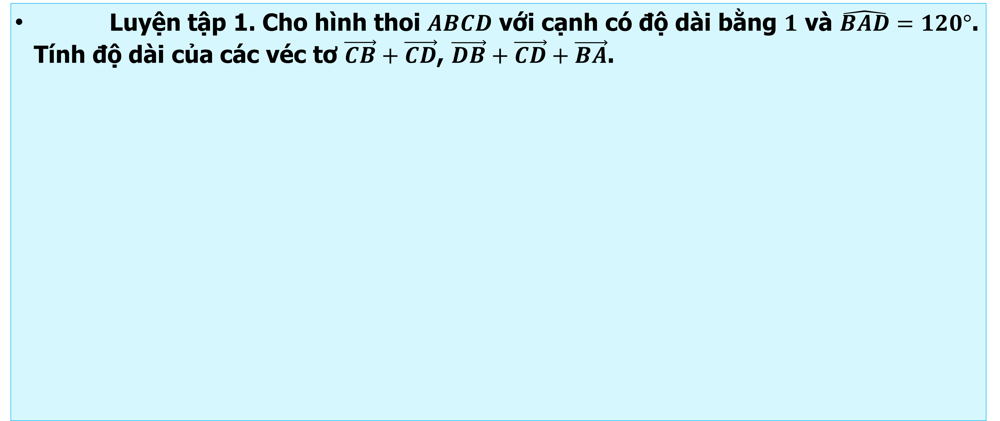 • Luyện tập 1. Cho hình thoi $ABCD$ với cạnh có độ dài bằng 1 và $\widehat{BAD} = 120°$.
Tính độ dài của các véc tơ $\overrightarrow{CB} + \overrightarrow{CD}$, $\overrightarrow{DB} + \overrightarrow{CD} + \overrightarrow{BA}$.